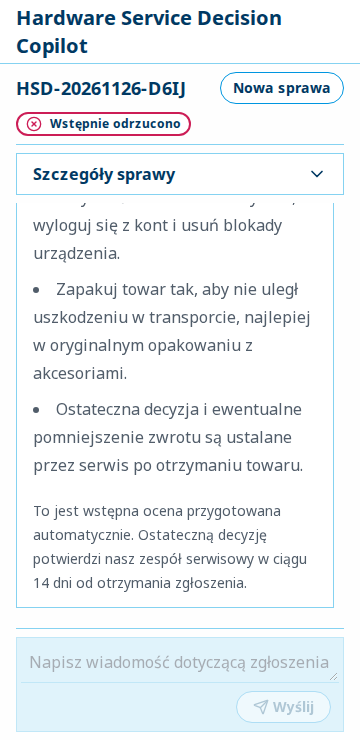 Hardware Service Decision
Copilot
HSD-20261126-D6IJ
Nowa sprawa
Wstępnie odrzucono
Szczegóły sprawy
wyloguj się z kont i usuń blokady
urządzenia.
• Zapakuj towar tak, aby nie uległ
uszkodzeniu w transporcie, najlepiej
w oryginalnym opakowaniu z
akcesoriami.
• Ostateczna decyzja i ewentualne
pomniejszenie zwrotu są ustalane
przez serwis po otrzymaniu towaru.
To jest wstępna ocena przygotowana
automatycznie. Ostateczną decyzję
potwierdzi nasz zespół serwisowy w ciągu
14 dni od otrzymania zgłoszenia.
Napisz wiadomość dotyczącą zgłoszenia
Wyślij